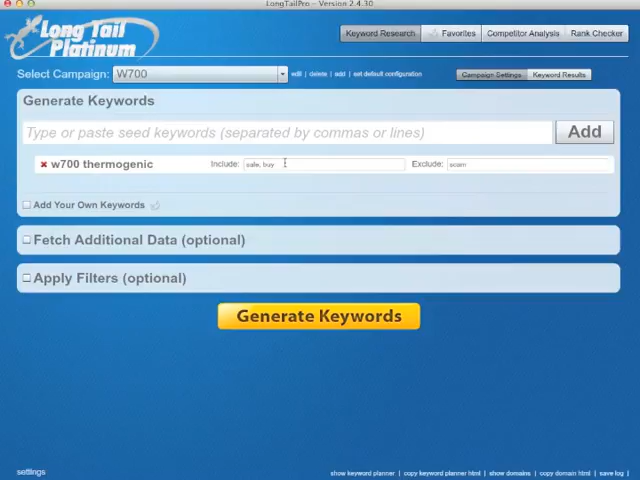 LongTailPro – Version 2.4.30
Long Tail Platinum
Keyword Research Favorites Competitor Analysis Rank Checker
Select Campaign: W700 edit | delete | add | set default configuration Campaign Settings Keyword Results
Generate Keywords
Type or paste seed keywords (separated by commas or lines) Add
w700 thermogenic Include: safe, buy Exclude: scam
Add Your Own Keywords
Fetch Additional Data (optional)
Apply Filters (optional)
Generate Keywords
settings show keyword planner | copy keyword planner html | show domains | copy domain html | save log |